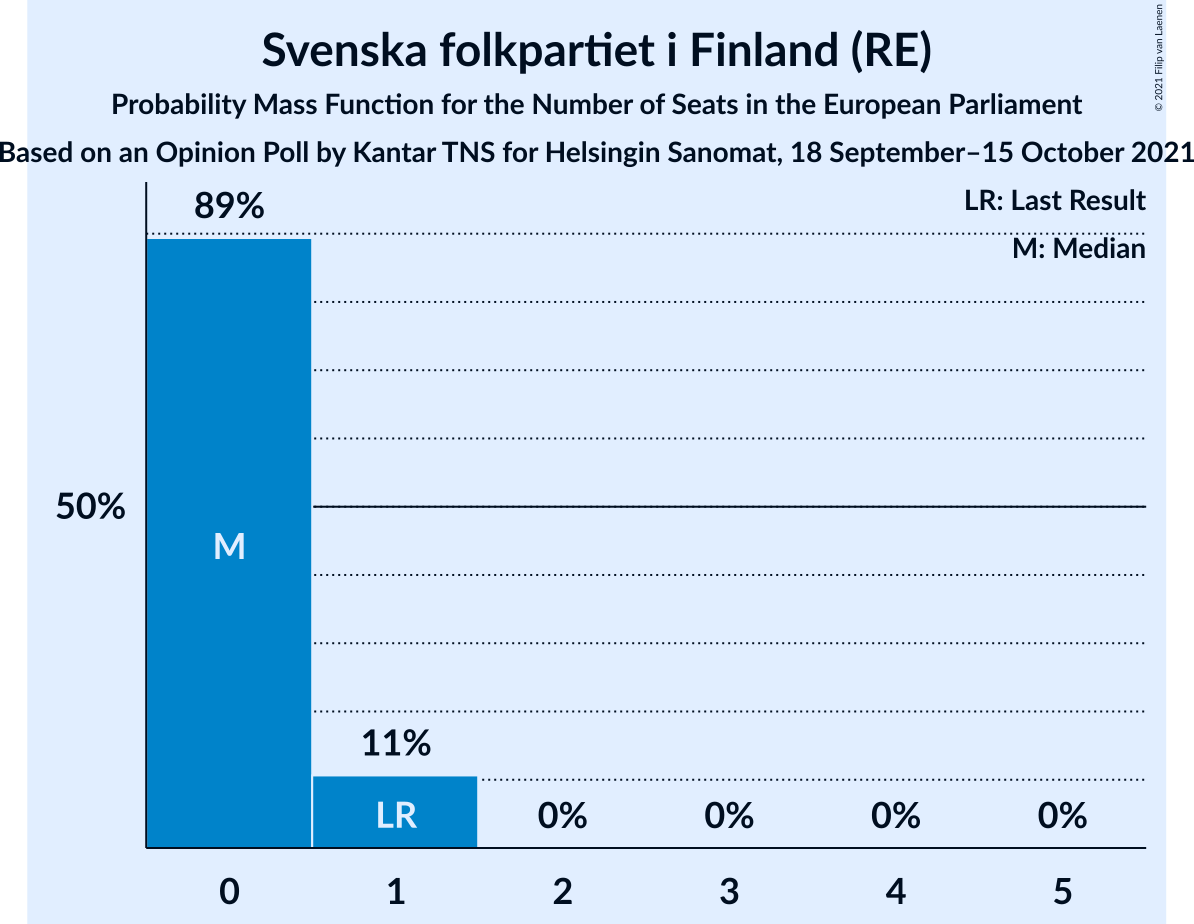 Svenska folkpartiet i Finland (RE)
Probability Mass Function for the Number of Seats in the European Parliament
Based on an Opinion Poll by Kantar TNS for Helsingin Sanomat, 18 September–15 October 2021
© 2021 Filip van Laenen
LR: Last Result
M: Median
89%
50%
M
11%
LR
0%
0%
0%
0%
0
1
2
3
4
5